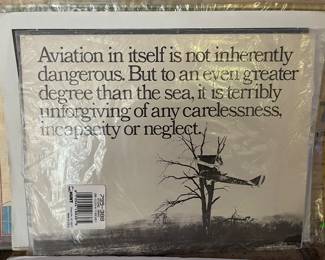 Aviation in itself is not inherently
dangerous. But to an even greater
degree than the sea, it is terribly
unforgiving of any carelessness,
incapacity or neglect.